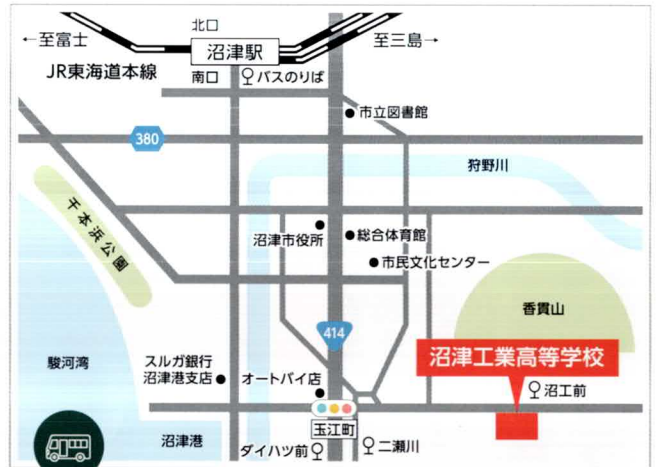 北口
←至富士
沼津駅
至三島→
JR東海道本線
南口
バスのりば
市立図書館
380
狩野川
千本浜公園
沼津市役所
総合体育館
市民文化センター
香貫山
414
沼津工業高等学校
駿河湾
スルガ銀行
沼津港支店
オートバイ店
沼工前
玉江町
沼津港
ダイハツ前
二瀬川